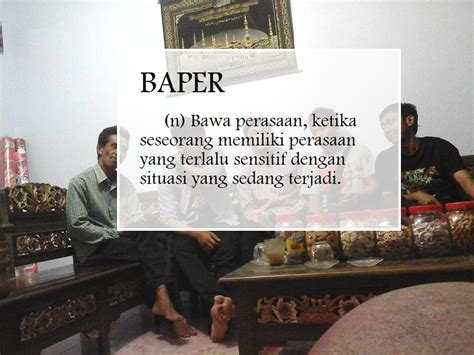 BAPER
(n) Bawa perasaan, ketika
seseorang memiliki perasaan
yang terlalu sensitif dengan
situasi yang sedang terjadi.